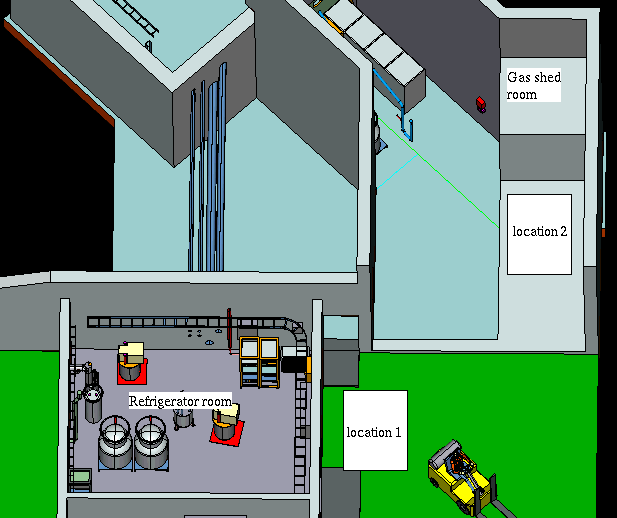 Gas shed
room
location 2
Refrigerator room
location 1